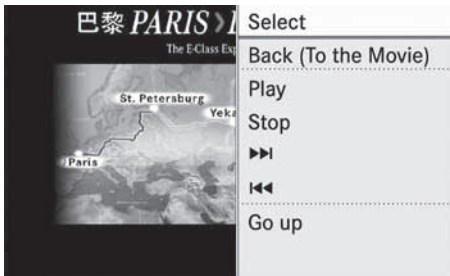 巴黎 PARIS
The E-Class Exp
St. Petersburg
Yeka
Paris
Select
Back (To the Movie)
Play
Stop
Go up